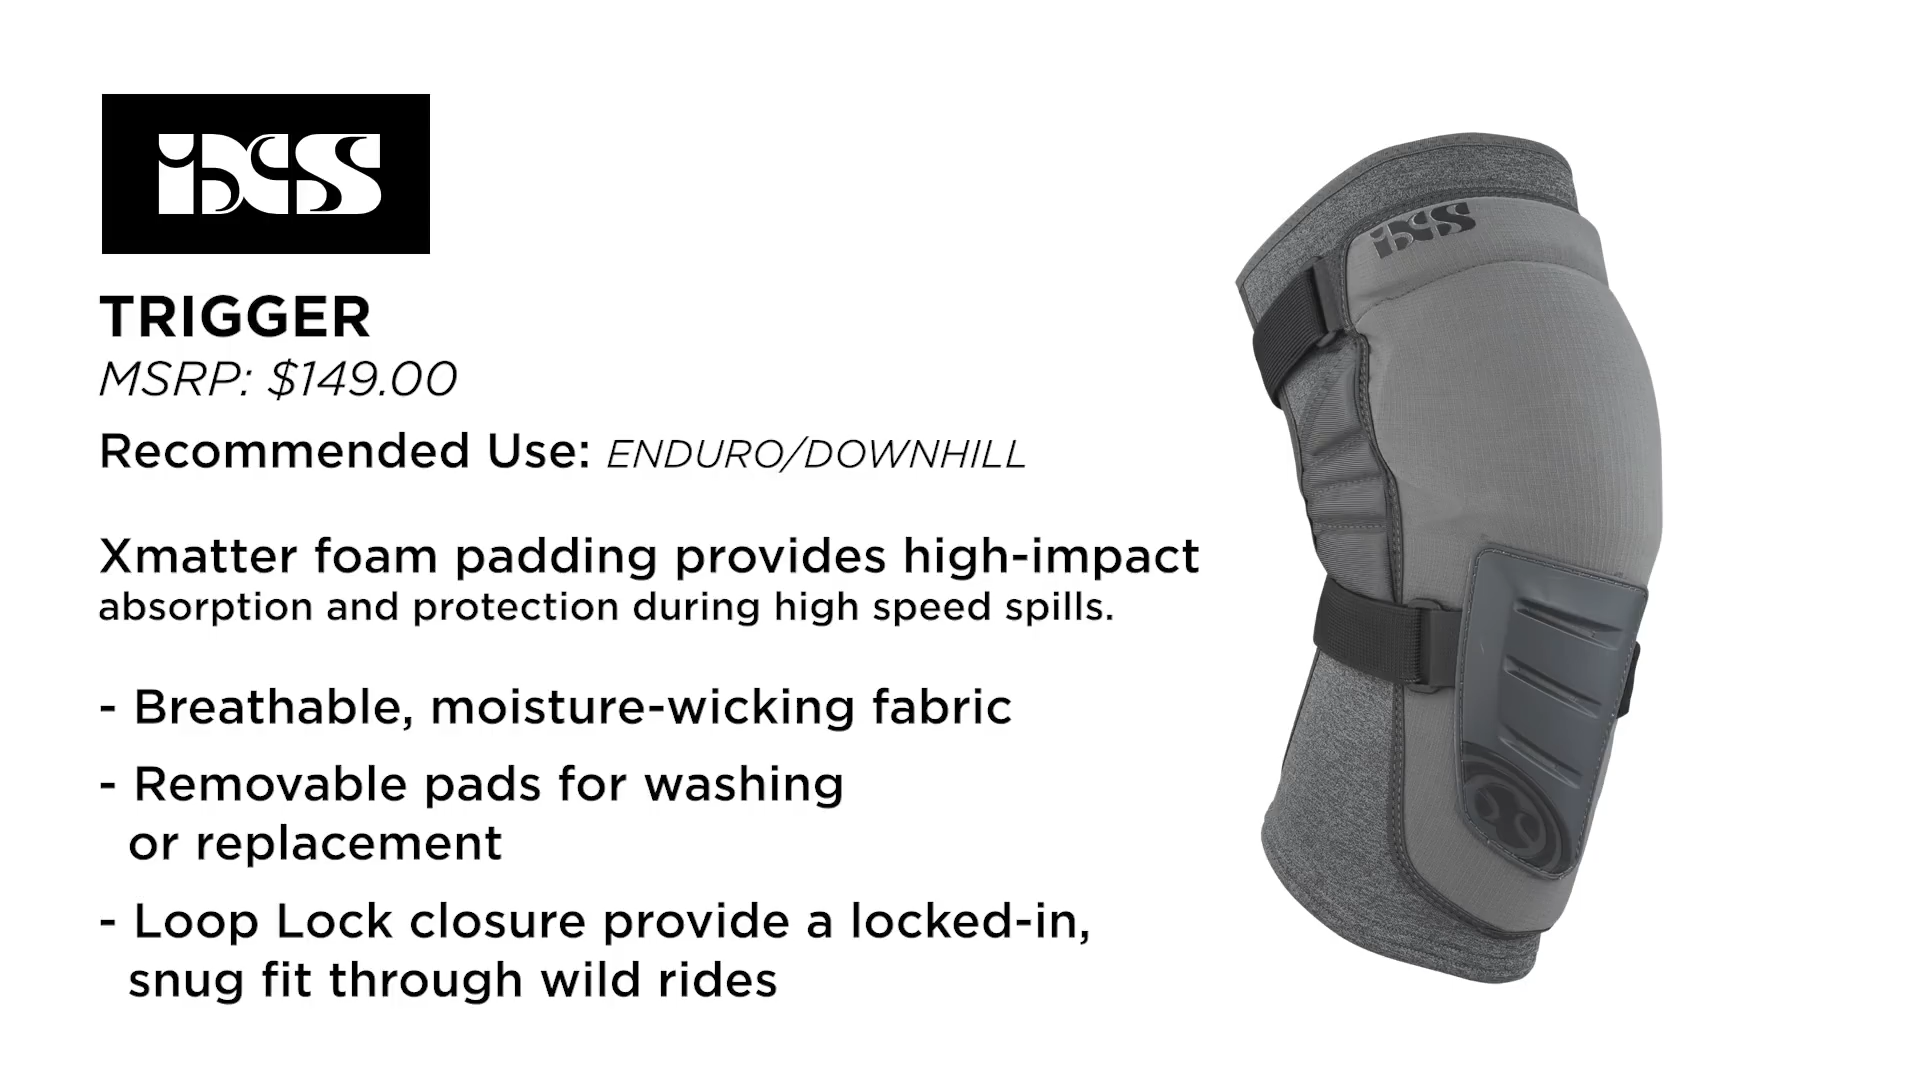 iXS
TRIGGER
MSRP: $149.00
Recommended Use: ENDURO/DOWNHILL
Xmatter foam padding provides high-impact
absorption and protection during high speed spills.
- Breathable, moisture-wicking fabric
- Removable pads for washing
or replacement
- Loop Lock closure provide a locked-in,
snug fit through wild rides
iXS